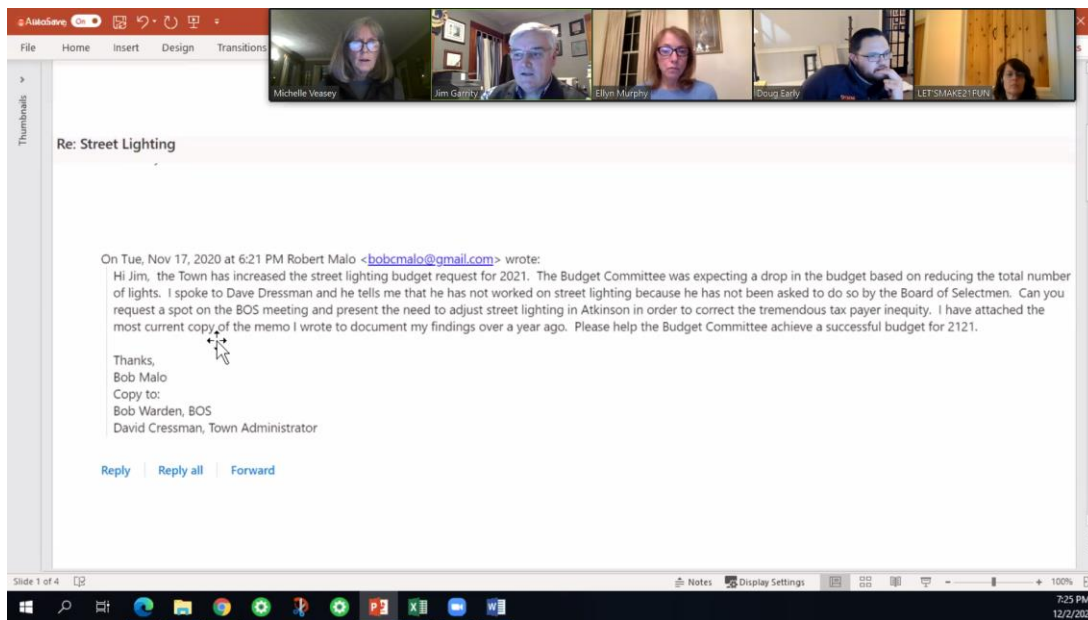 AutoSave On
File Home Insert Design Transitions
Michelle Veasey
Jim Garrity
Ellyn Murphy
Doug Early
LET'SMAKE21FUN
Thumbnails
Re: Street Lighting
On Tue, Nov 17, 2020 at 6:21 PM Robert Malo <bobcmalo@gmail.com> wrote:
Hi Jim, the Town has increased the street lighting budget request for 2021. The Budget Committee was expecting a drop in the budget based on reducing the total number
of lights. I spoke to Dave Dressman and he tells me that he has not worked on street lighting because he has not been asked to do so by the Board of Selectmen. Can you
request a spot on the BOS meeting and present the need to adjust street lighting in Atkinson in order to correct the tremendous tax payer inequity. I have attached the
most current copy of the memo I wrote to document my findings over a year ago. Please help the Budget Committee achieve a successful budget for 2121.
Thanks,
Bob Malo
Copy to:
Bob Warden, BOS
David Cressman, Town Administrator
Reply Reply all Forward
Slide 1 of 4
Notes Display Settings
100%
7:25 PM